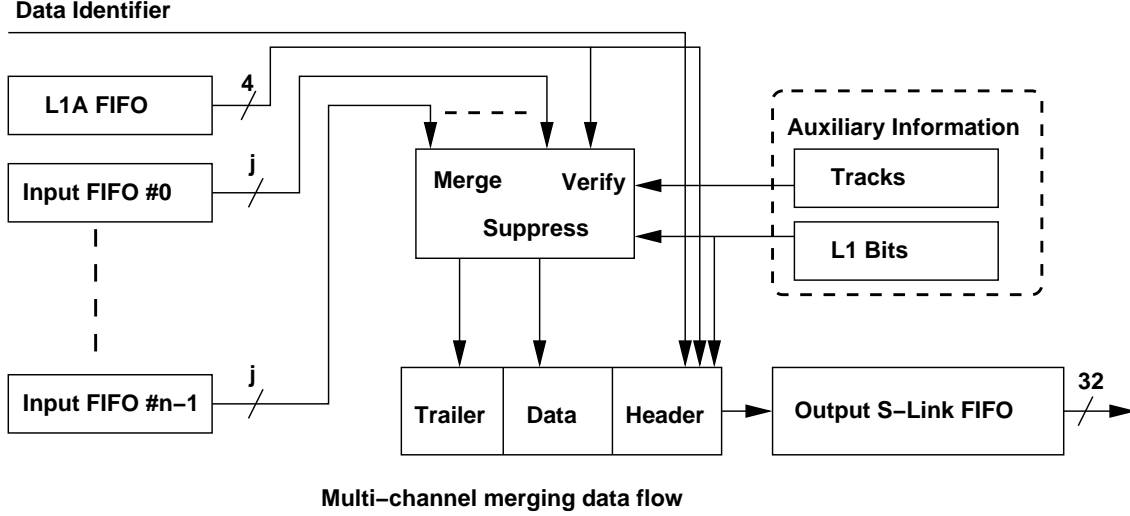 Data Identifier
L1A FIFO
4
Input FIFO #0
j
Input FIFO #n−1
j
Merge
Verify
Suppress
Auxiliary Information
Tracks
L1 Bits
Trailer
Data
Header
Output S−Link FIFO
32
Multi−channel merging data flow